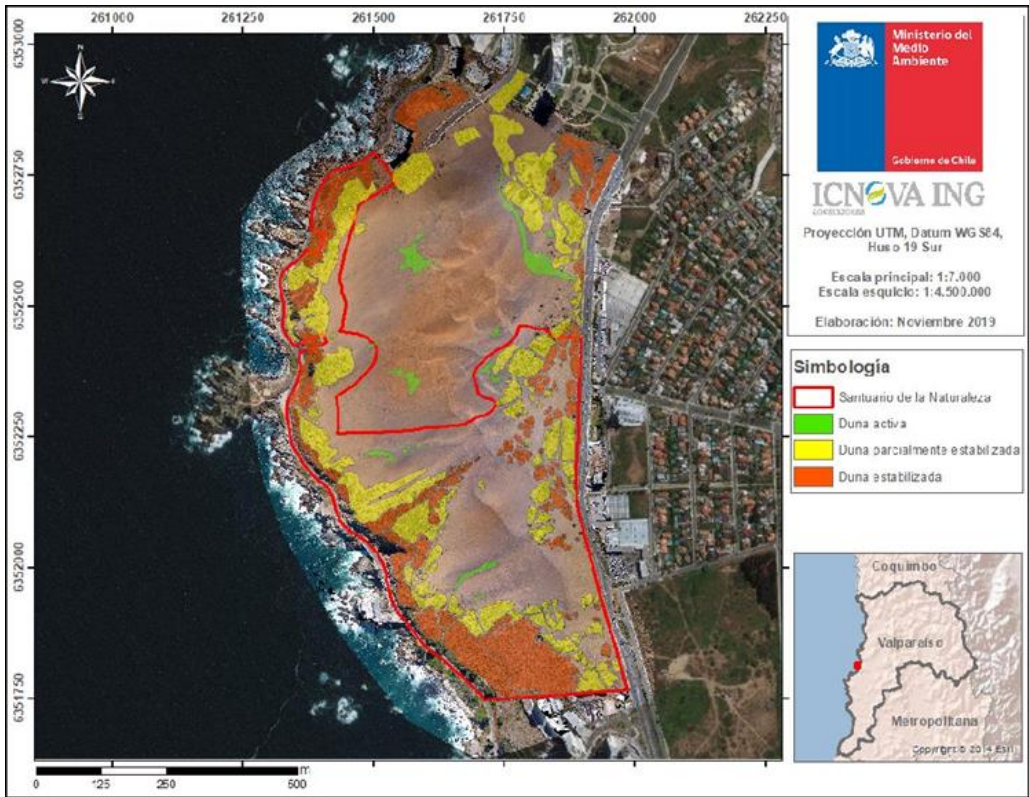 261000 261250 261500 261750 262000 262250
6353000
6352750
6352500
6352250
6352000
6351750
N
W
0 125 250 500
m
Ministerio del
Medio
Ambiente
Gobierno de Chile
ICNOVA ING
Proyección UTM, Datum WGS84,
Huso 19 Sur
Escala principal: 1:7.000
Escala esquicio: 1:4.500.000
Elaboración: Noviembre 2019
Simbología
Santuario de la Naturaleza
Duna activa
Duna parcialmente estabilizada
Duna estabilizada
Coquimbo
Valparaíso
Metropolitana
Copyright © 2014 Esri